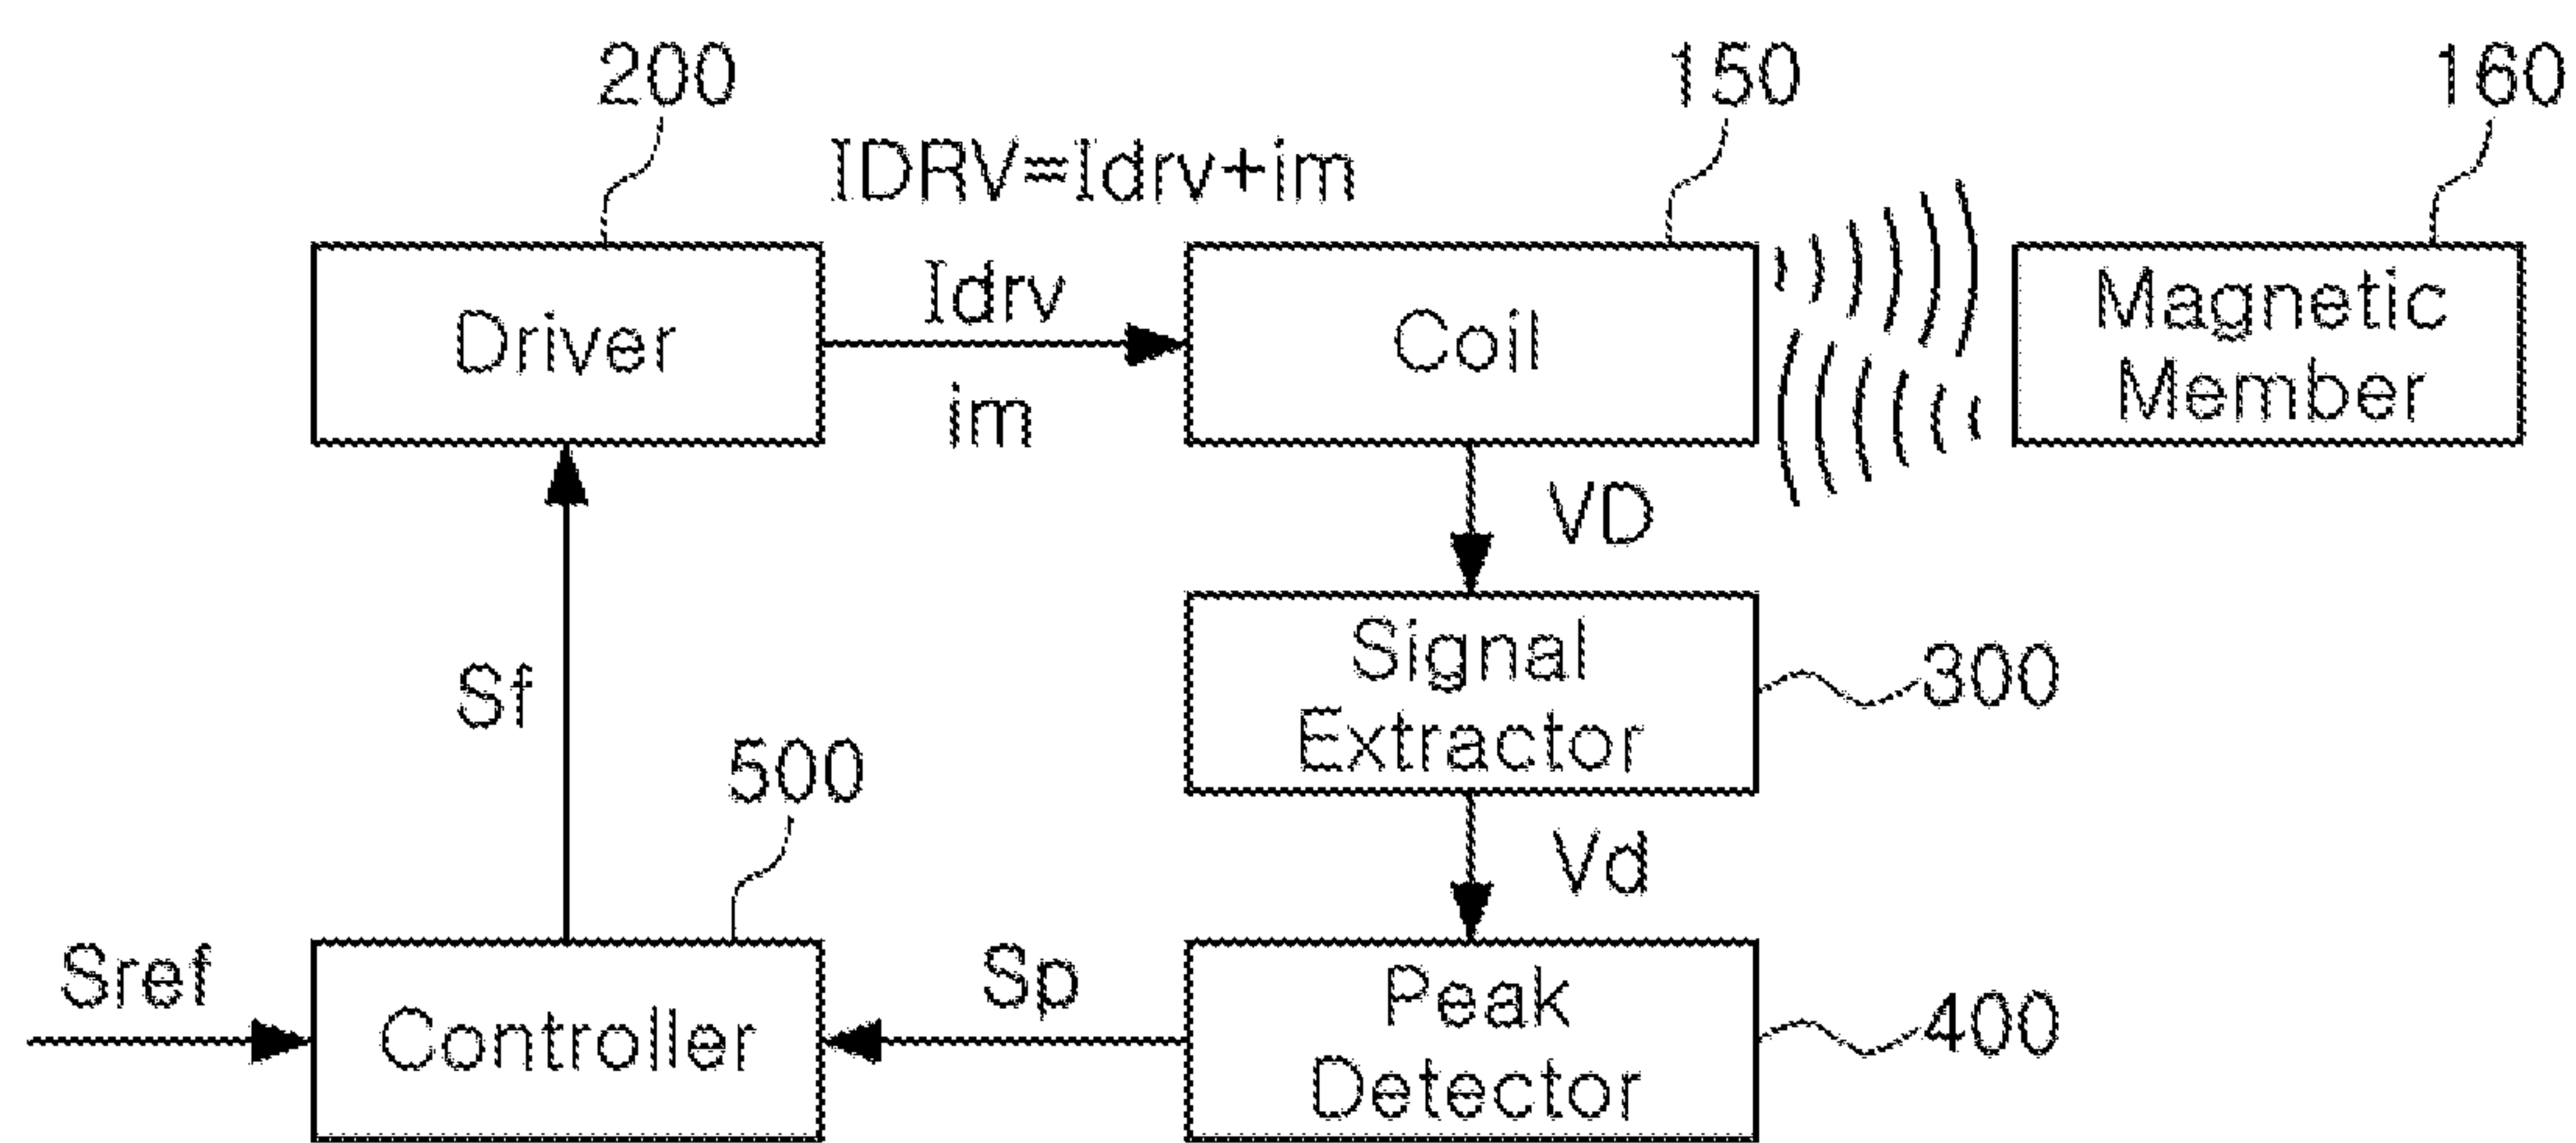 200
150
160
IDRV=Idrv+im
Driver
Idrv
im
Coil
Magnetic
Member
VD
Signal
Extractor
300
Sf
500
Vd
Sref
Controller
Sp
Peak
Detector
400